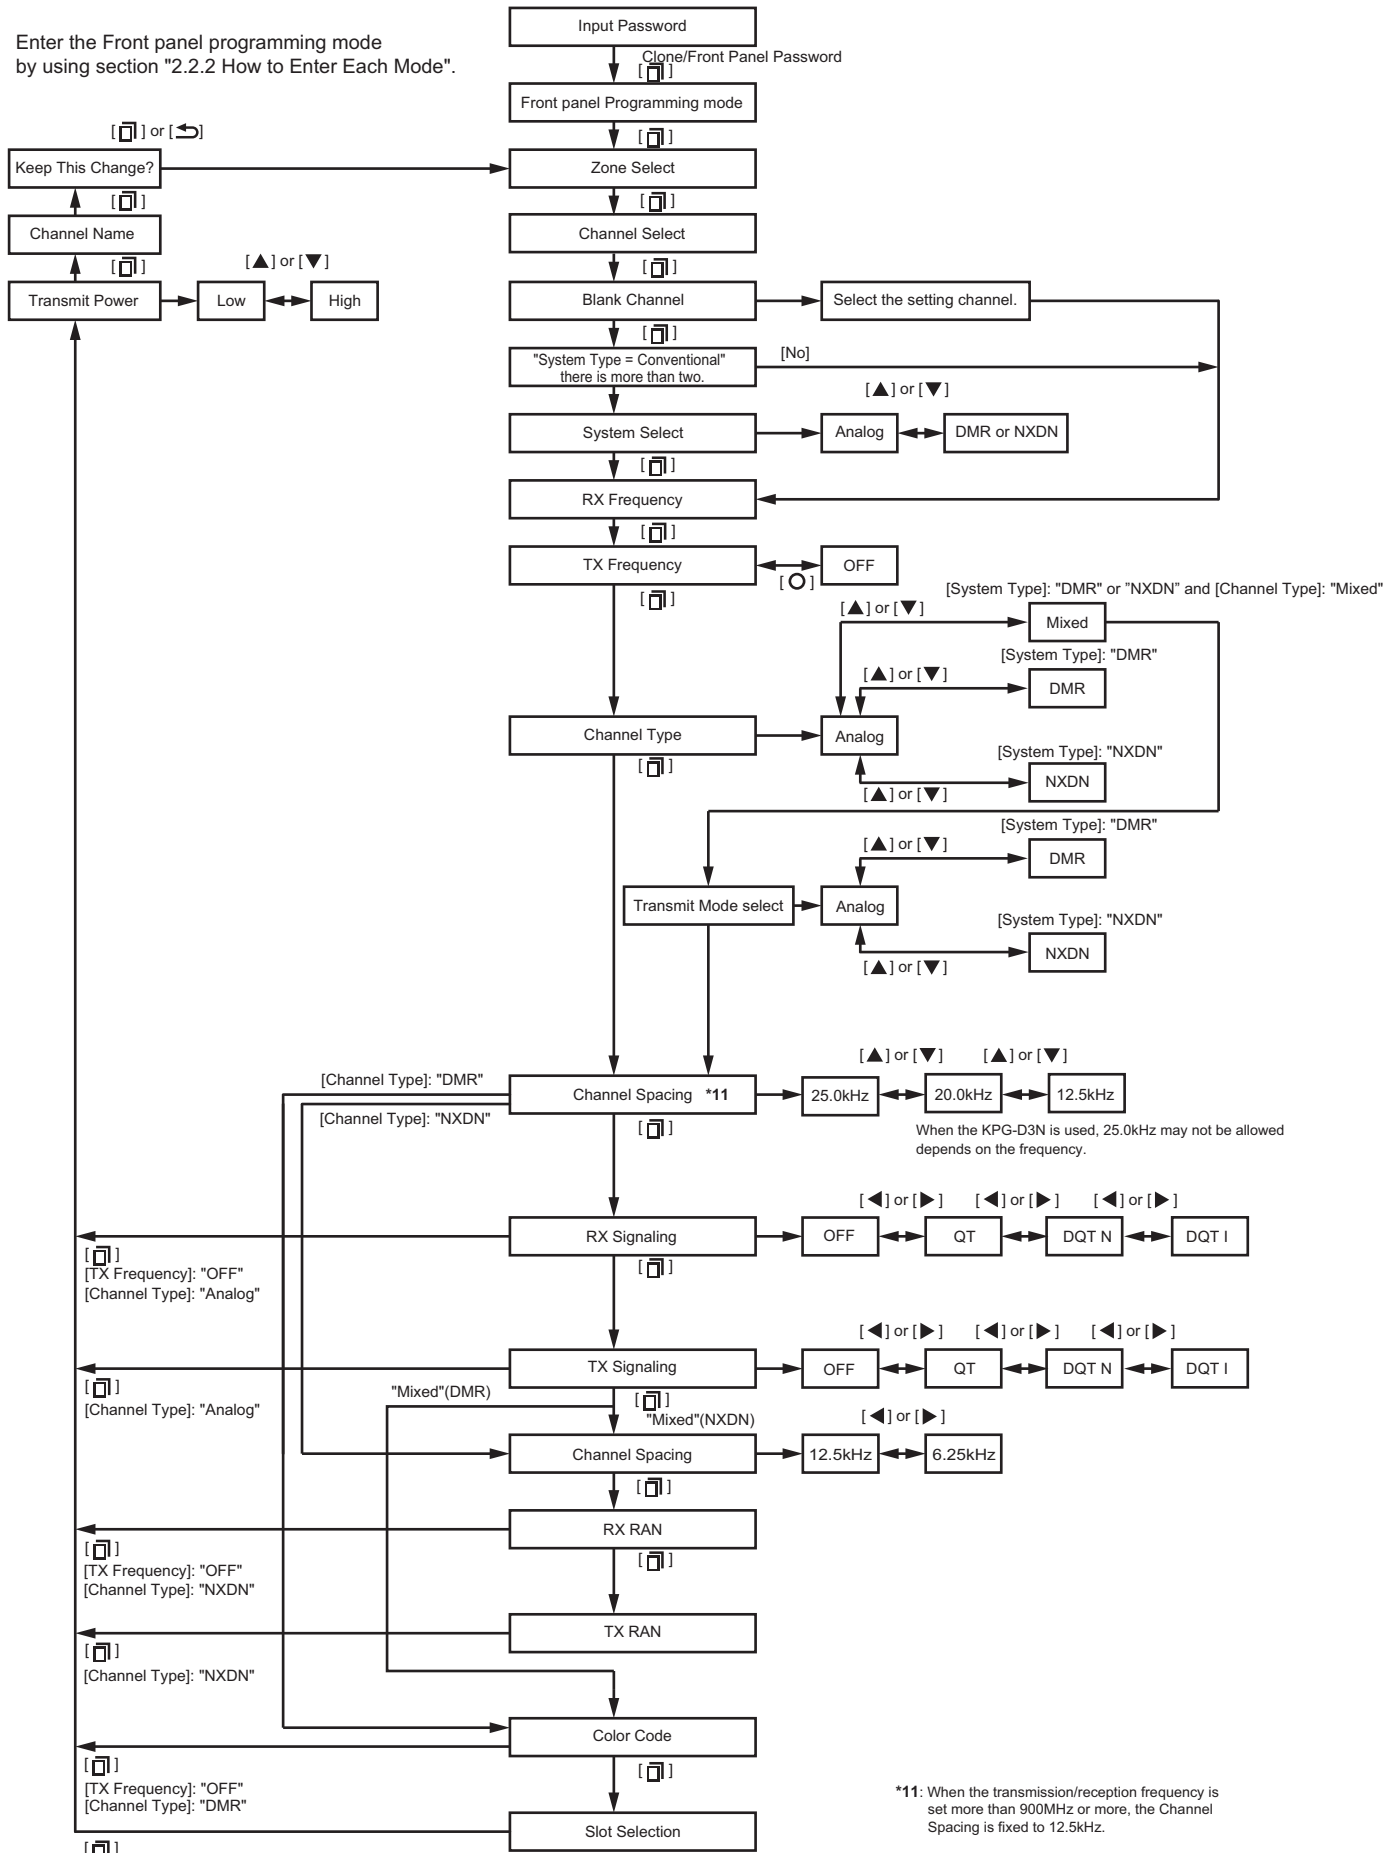 Input Password
Enter the Front panel programming mode
by using section "2.2.2 How to Enter Each Mode".
Clone/Front Panel Password
[ ]
Front panel Programming mode
[ ] or [ ]
[ ]
Keep This Change?
Zone Select
[ ]
[ ]
Channel Name
Channel Select
[ ]
[▲] or [▼]
[ ]
Transmit Power
Low
High
Blank Channel
Select the setting channel.
[ ]
"System Type = Conventional"
there is more than two.
[No]
[▲] or [▼]
System Select
Analog
DMR or NXDN
[ ]
RX Frequency
[ ]
TX Frequency
OFF
[O]
[ ]
[System Type]: "DMR" or "NXDN" and [Channel Type]: "Mixed"
[▲] or [▼]
Mixed
[System Type]: "DMR"
[▲] or [▼]
DMR
Channel Type
Analog
[ ]
[System Type]: "NXDN"
NXDN
[▲] or [▼]
[System Type]: "DMR"
[▲] or [▼]
DMR
Transmit Mode select
Analog
[System Type]: "NXDN"
NXDN
[▲] or [▼]
[▲] or [▼]
[▲] or [▼]
[Channel Type]: "DMR"
Channel Spacing *11
25.0kHz
20.0kHz
12.5kHz
[Channel Type]: "NXDN"
[ ]
When the KPG-D3N is used, 25.0kHz may not be allowed
depends on the frequency.
[◀] or [▶]
[◀] or [▶]
[◀] or [▶]
RX Signaling
OFF
QT
DQT N
DQT I
[ ]
[ ]
[TX Frequency]: "OFF"
[Channel Type]: "Analog"
[◀] or [▶]
[◀] or [▶]
[◀] or [▶]
TX Signaling
OFF
QT
DQT N
DQT I
[ ]
[Channel Type]: "Analog"
"Mixed"(DMR)
[ ]
"Mixed"(NXDN)
[◀] or [▶]
Channel Spacing
12.5kHz
6.25kHz
[ ]
RX RAN
[ ]
[ ]
[TX Frequency]: "OFF"
[Channel Type]: "NXDN"
TX RAN
[ ]
[Channel Type]: "NXDN"
Color Code
[ ]
[ ]
[TX Frequency]: "OFF"
[Channel Type]: "DMR"
*11: When the transmission/reception frequency is
set more than 900MHz or more, the Channel
Spacing is fixed to 12.5kHz.
Slot Selection
[ ]